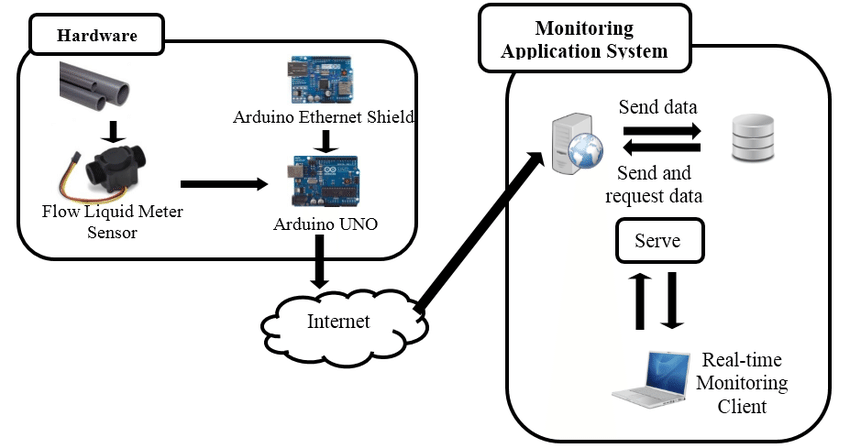 Hardware
Arduino Ethernet Shield
Flow Liquid Meter
Sensor
Arduino UNO
Internet
Monitoring
Application System
Send data
Send and
request data
Serve
Real-time
Monitoring
Client